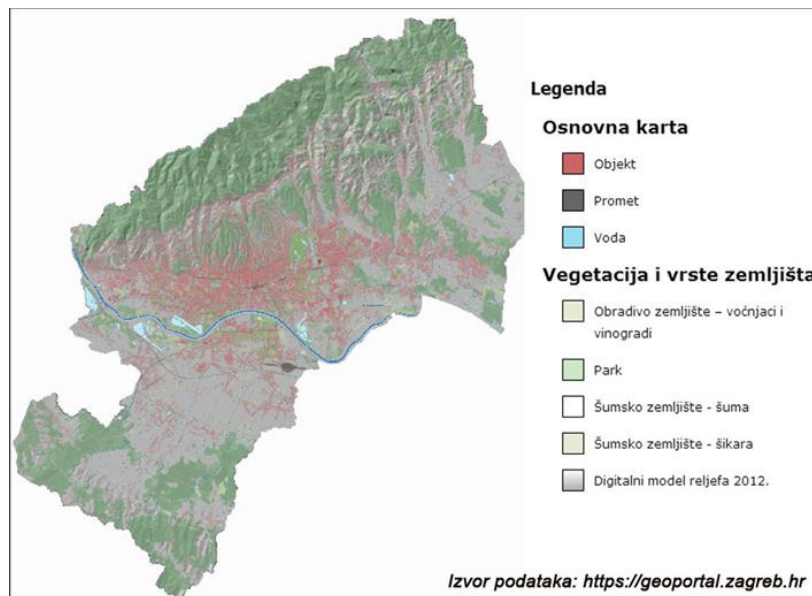 Legenda
Osnovna karta
Objekt
Promet
Voda
Vegetacija i vrste zemljišta
Obradivo zemljište – voćnjaci i
vinogradi
Park
Šumsko zemljište - šuma
Šumsko zemljište - šikara
Digitalni model reljefa 2012.
Izvor podataka: https://geoportal.zagreb.hr